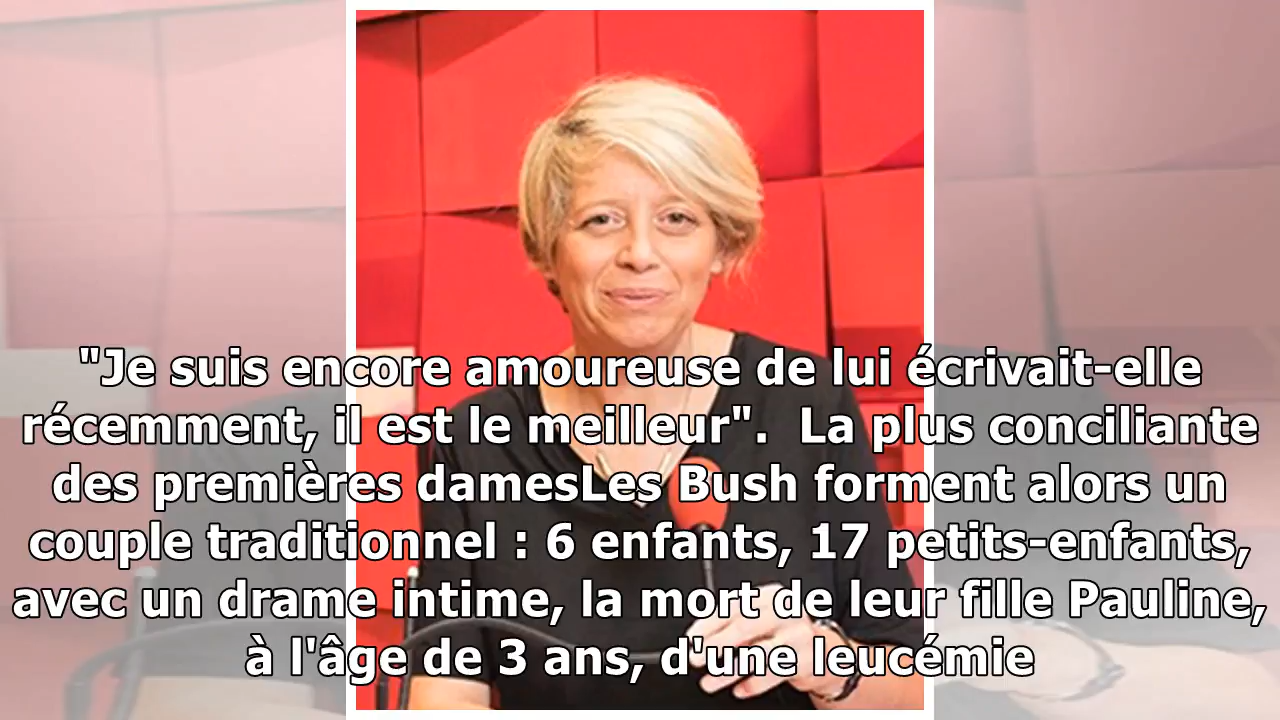 "Je suis encore amoureuse de lui écrivait-elle
récemment, il est le meilleur".  La plus conciliante
des premières damesLes Bush forment alors un
couple traditionnel : 6 enfants, 17 petits-enfants,
avec un drame intime, la mort de leur fille Pauline,
à l'âge de 3 ans, d'une leucémie